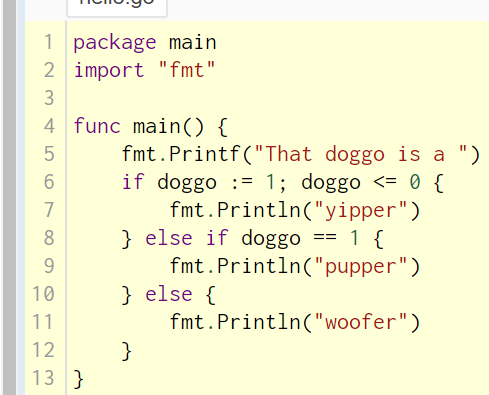 hello.go
1 package main
2 import "fmt"
3
4 func main() {
5     fmt.Printf("That doggo is a ")
6     if doggo := 1; doggo <= 0 {
7         fmt.Println("yipper")
8     } else if doggo == 1 {
9         fmt.Println("pupper")
10     } else {
11         fmt.Println("woofer")
12     }
13 }